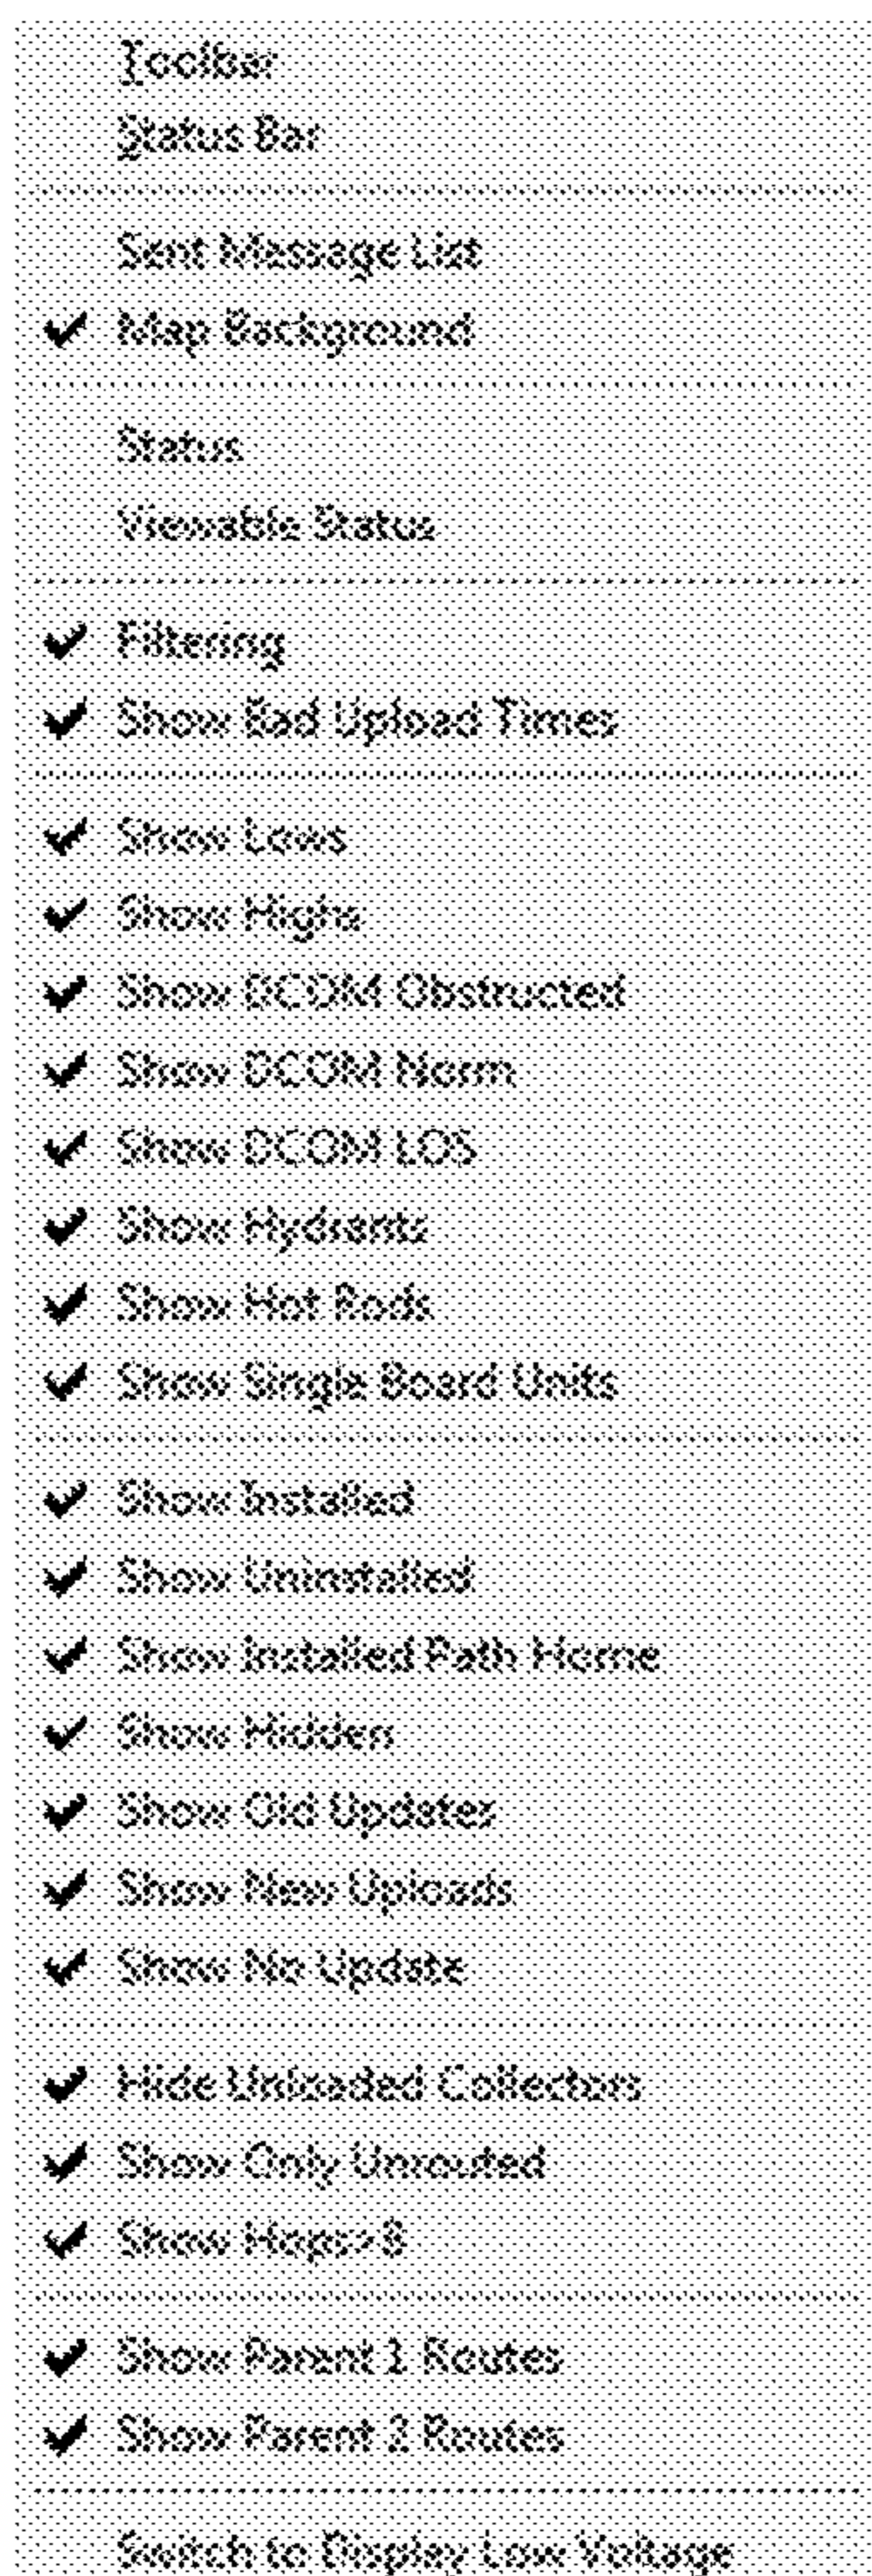 Toolbar
Status Bar
Sent Message List
✓ Map Background
Status
Viewable Status
✓ Filtering
✓ Show Bad Upload Times
✓ Show Lows
✓ Show Highs
✓ Show DCOM Obstructed
✓ Show DCOM Norm
✓ Show DCOM LOS
✓ Show Hydrants
✓ Show Hot Rods
✓ Show Single Board Units
✓ Show Installed
✓ Show Uninstalled
✓ Show Installed Path Home
✓ Show Hidden
✓ Show Old Updates
✓ Show New Uploads
✓ Show No Update
✓ Hide Unloaded Collectors
✓ Show Only Unrouted
✓ Show Hops>8
✓ Show Parent 1 Routes
✓ Show Parent 2 Routes
Switch to Display Low Voltage